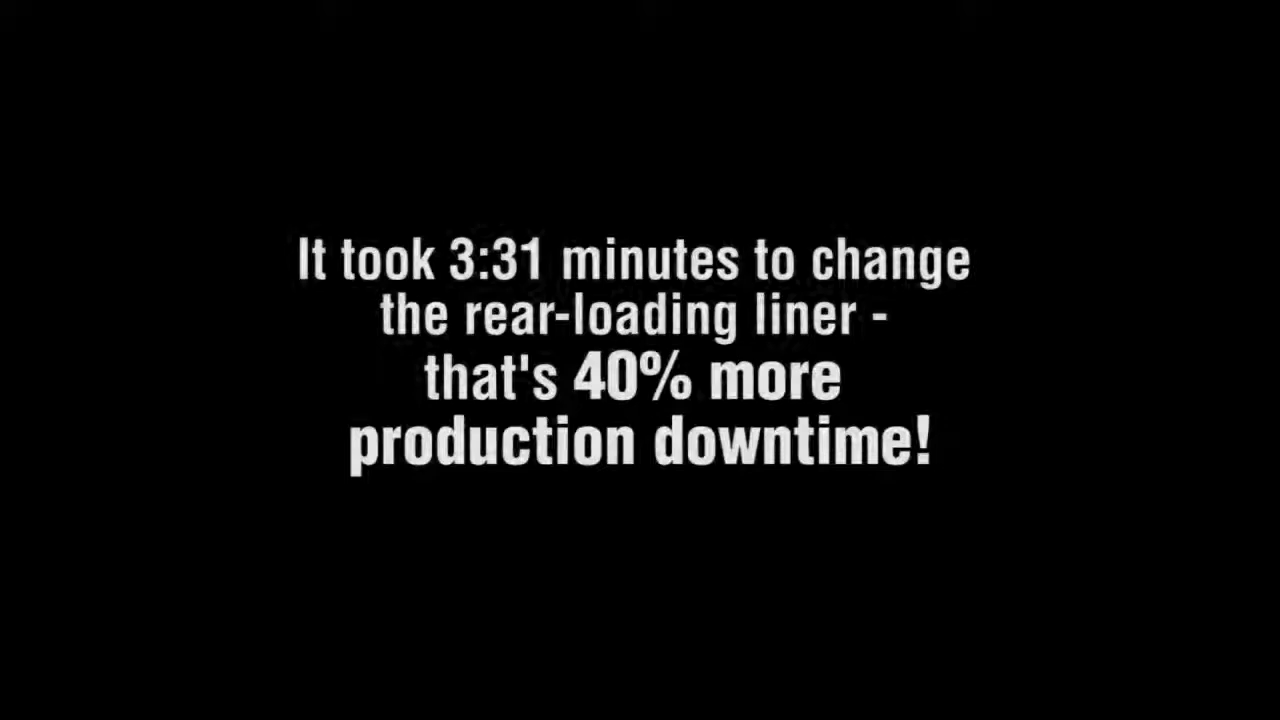 It took 3:31 minutes to change
the rear-loading liner -
that's 40% more
production downtime!